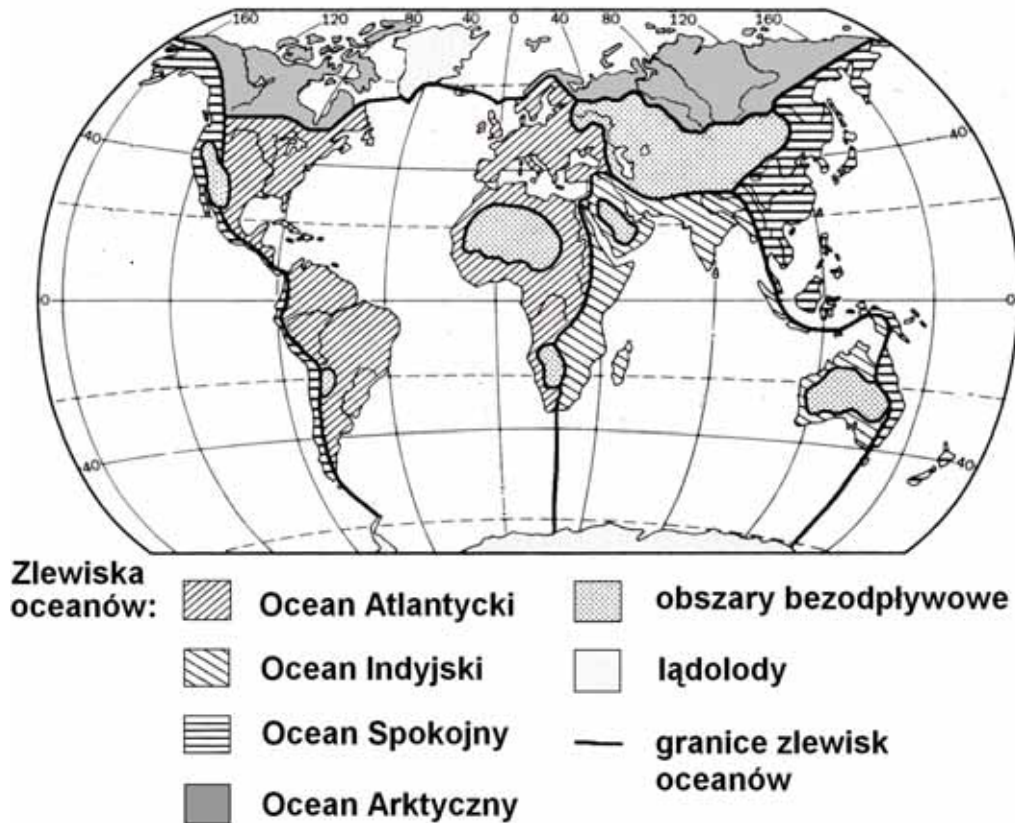 160 120 80 40 0 40 80 120 160
40 40
0 0
40 40
Zlewiska
oceanów:
Ocean Atlantycki
Ocean Indyjski
Ocean Spokojny
Ocean Arktyczny
obszary bezodpływowe
lądolody
granice zlewisk
oceanów